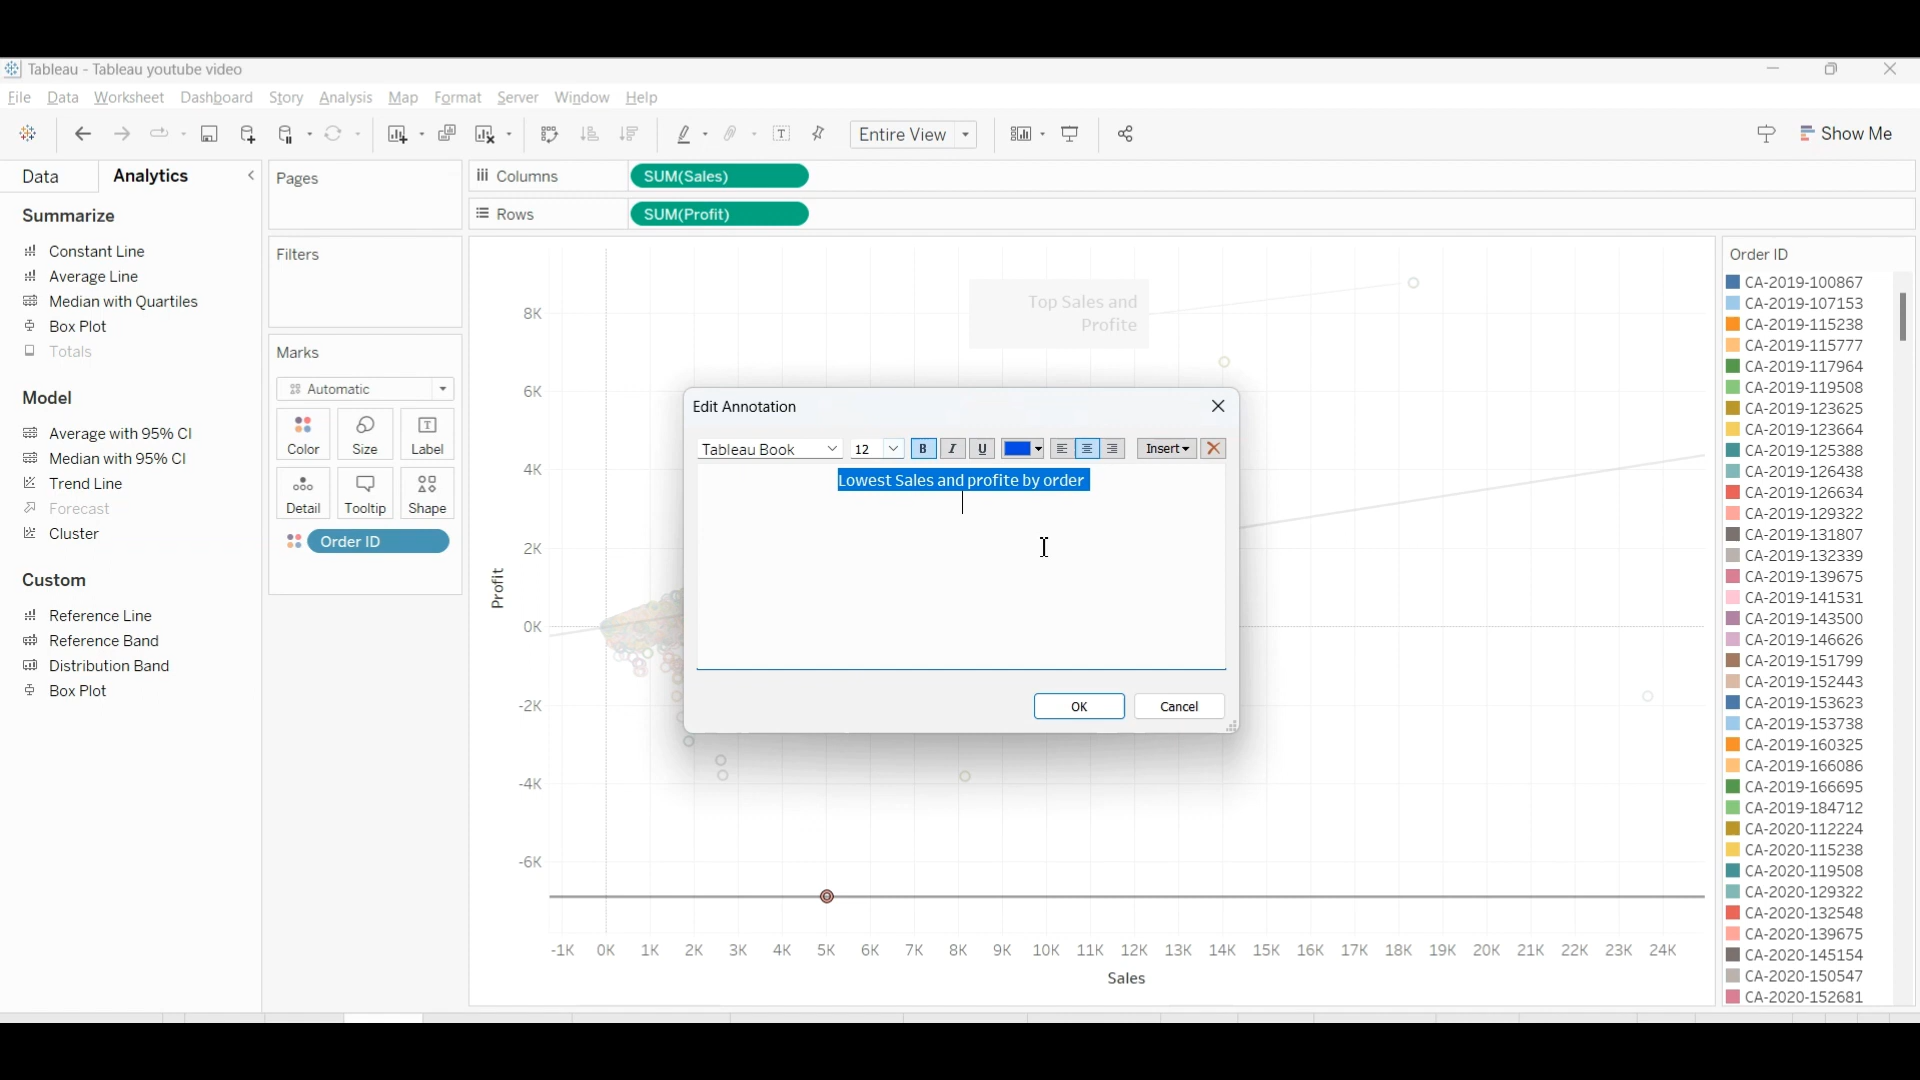 Tableau - Tableau youtube video
File Data Worksheet Dashboard Story Analysis Map Format Server Window Help
Entire View
Show Me
Data Analytics
Summarize
Constant Line
Average Line
Median with Quartiles
Box Plot
Totals
Model
Average with 95% CI
Median with 95% CI
Trend Line
Forecast
Cluster
Custom
Reference Line
Reference Band
Distribution Band
Box Plot
Pages
Filters
Marks
Automatic
Color Size Label
Detail Tooltip Shape
Order ID
Columns SUM(Sales)
Rows SUM(Profit)
Top Sales and
Profite
8K
6K
4K
2K
0K
-2K
-4K
-6K
Profit
-1K 0K 1K 2K 3K 4K 5K 6K 7K 8K 9K 10K 11K 12K 13K 14K 15K 16K 17K 18K 19K 20K 21K 22K 23K 24K
Sales
Edit Annotation
Tableau Book 12 B I U Insert
Lowest Sales and profite by order
OK Cancel
Order ID
CA-2019-100867
CA-2019-107153
CA-2019-115238
CA-2019-115777
CA-2019-117964
CA-2019-119508
CA-2019-123625
CA-2019-123664
CA-2019-125388
CA-2019-126438
CA-2019-126634
CA-2019-129322
CA-2019-131807
CA-2019-132339
CA-2019-139675
CA-2019-141531
CA-2019-143500
CA-2019-146626
CA-2019-151799
CA-2019-152443
CA-2019-153623
CA-2019-153738
CA-2019-160325
CA-2019-166086
CA-2019-166695
CA-2019-184712
CA-2020-112224
CA-2020-115238
CA-2020-119508
CA-2020-129322
CA-2020-132548
CA-2020-139675
CA-2020-145154
CA-2020-150547
CA-2020-152681